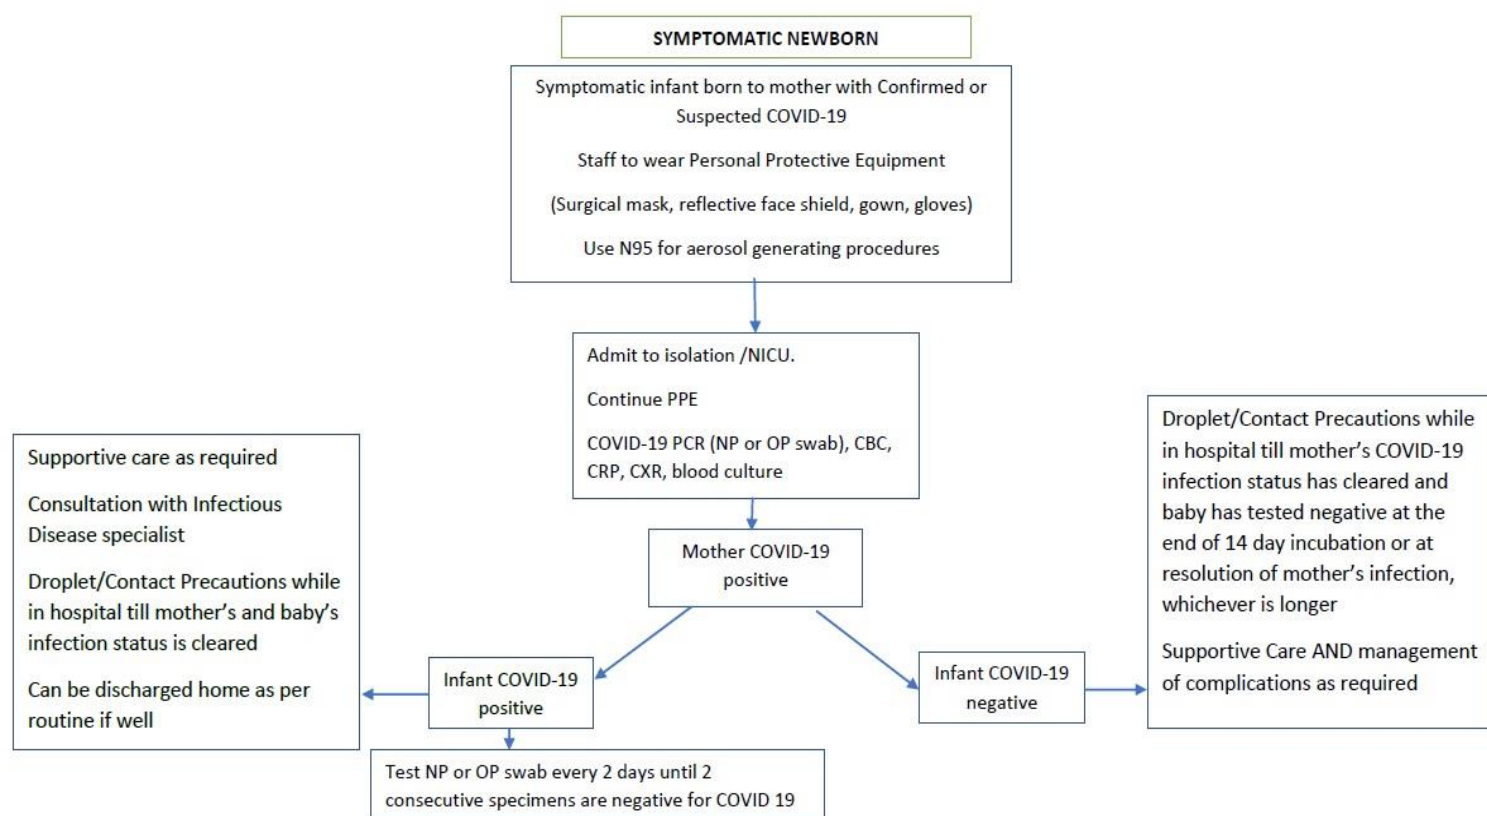 SYMPTOMATIC NEWBORN
Symptomatic infant born to mother with Confirmed or
Suspected COVID-19
Staff to wear Personal Protective Equipment
(Surgical mask, reflective face shield, gown, gloves)
Use N95 for aerosol generating procedures
Admit to isolation /NICU.
Continue PPE
COVID-19 PCR (NP or OP swab), CBC,
CRP, CXR, blood culture
Mother COVID-19
positive
Infant COVID-19
positive
Supportive care as required
Consultation with Infectious
Disease specialist
Droplet/Contact Precautions while
in hospital till mother’s and baby’s
infection status is cleared
Can be discharged home as per
routine if well
Test NP or OP swab every 2 days until 2
consecutive specimens are negative for COVID 19
Infant COVID-19
negative
Droplet/Contact Precautions while
in hospital till mother’s COVID-19
infection status has cleared and
baby has tested negative at the
end of 14 day incubation or at
resolution of mother’s infection,
whichever is longer
Supportive Care AND management
of complications as required